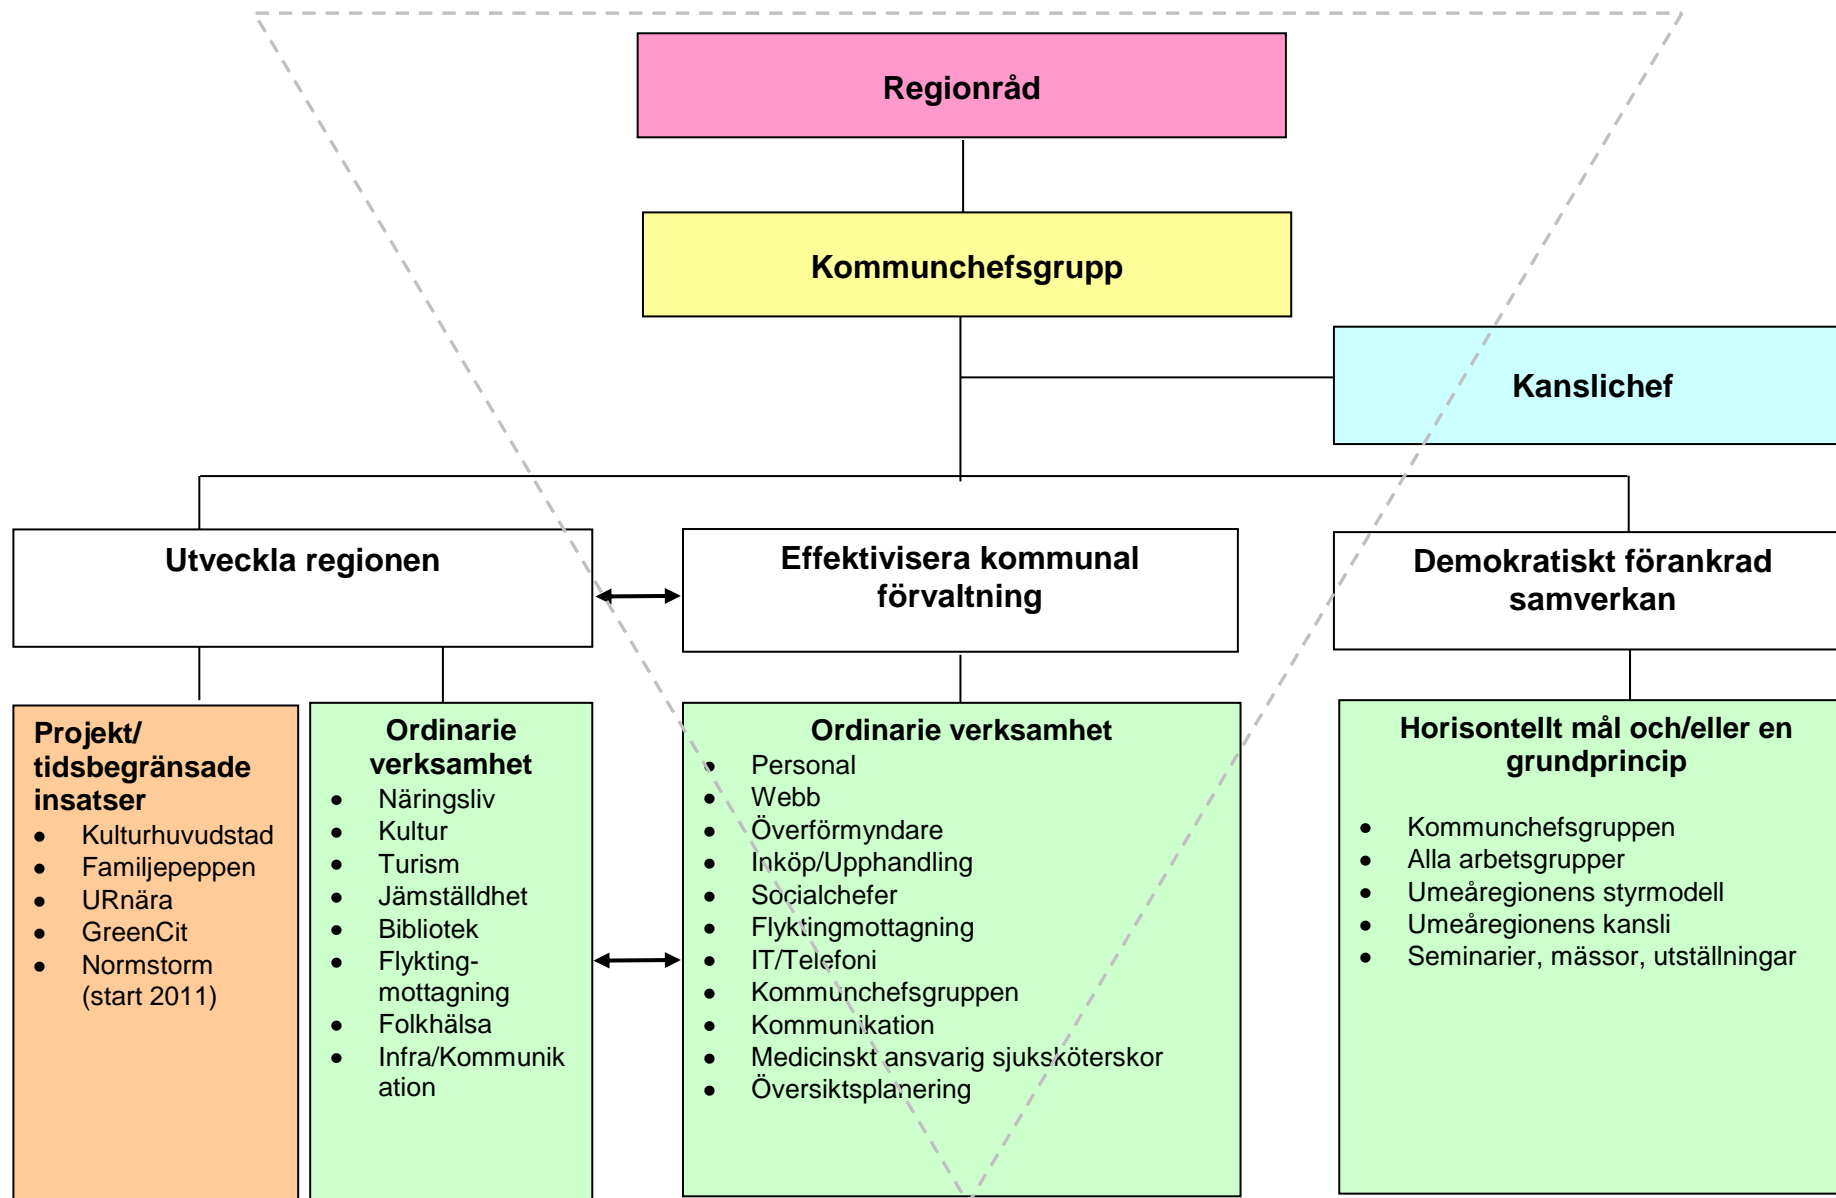 Regionråd
Kommunchefsgrupp
Kanslichef
Utveckla regionen
Effektivisera kommunal
förvaltning
Demokratiskt förankrad
samverkan
Projekt/
tidsbegränsade
insatser
• Kulturhuvudstad
• Familjepeppen
• URnära
• GreenCit
• Normstorm
(start 2011)
Ordinarie
verksamhet
• Näringsliv
• Kultur
• Turism
• Jämställdhet
• Bibliotek
• Flykting-
mottagning
• Folkhälsa
• Infra/Kommunik
ation
Ordinarie verksamhet
• Personal
• Webb
• Överförmyndare
• Inköp/Upphandling
• Socialchefer
• Flyktingmottagning
• IT/Telefoni
• Kommunchefsgruppen
• Kommunikation
• Medicinskt ansvarig sjuksköterskor
• Översiktsplanering
Horisontellt mål och/eller en
grundprincip
• Kommunchefsgruppen
• Alla arbetsgrupper
• Umeåregionens styrmodell
• Umeåregionens kansli
• Seminarier, mässor, utställningar